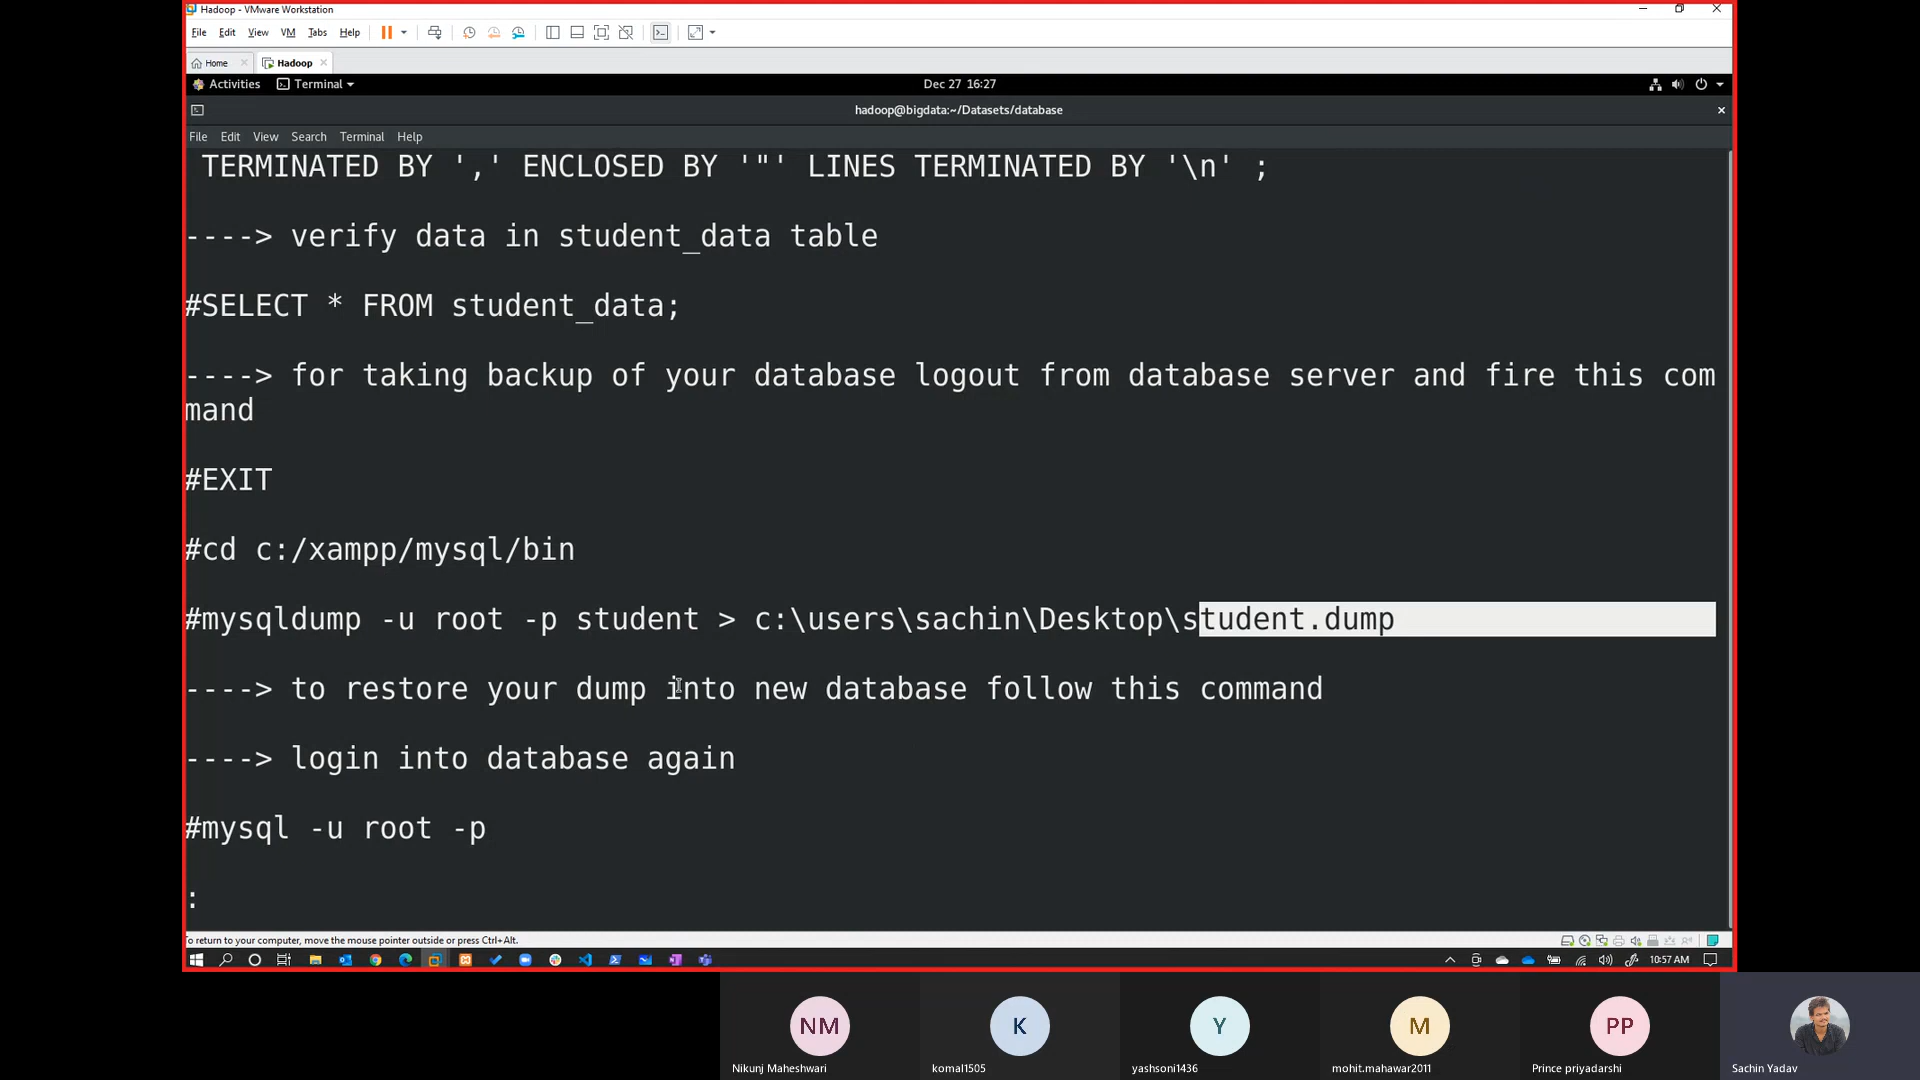 Hadoop - VMware Workstation
File Edit View VM Tabs Help
Home Hadoop
Activities Terminal Dec 27 16:27
hadoop@bigdata:~/Datasets/database
File Edit View Search Terminal Help
TERMINATED BY ',' ENCLOSED BY '"' LINES TERMINATED BY '\n' ;
----> verify data in student_data table
#SELECT * FROM student_data;
----> for taking backup of your database logout from database server and fire this com
mand
#EXIT
#cd c:/xampp/mysql/bin
#mysqldump -u root -p student > c:\users\sachin\Desktop\student.dump
----> to restore your dump into new database follow this command
----> login into database again
#mysql -u root -p
:
To return to your computer, move the mouse pointer outside or press Ctrl+Alt.
10:57 AM
NM K Y M PP
Nikunj Maheshwari komal1505 yashsoni1436 mohit.mahawar2011 Prince priyadarshi Sachin Yadav